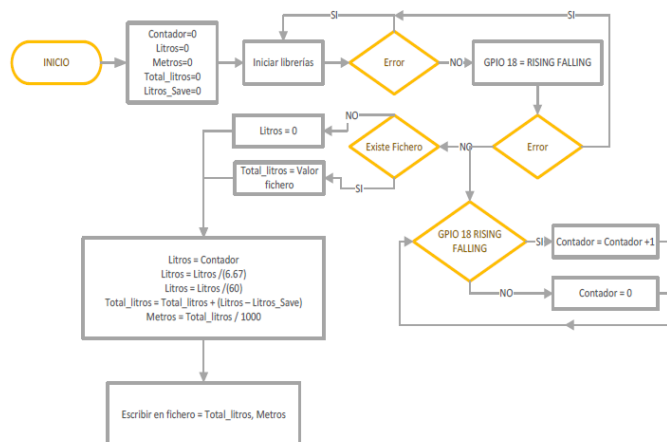 SI
SI
INICIO
Contador=0
Litros=0
Metros=0
Total_litros=0
Litros_Save=0
Iniciar librerías
Error
NO
GPIO 18 = RISING FALLING
Litros = 0
NO
Existe Fichero
NO
Error
Total_litros = Valor
fichero
SI
GPIO 18 RISING
FALLING
SI
Contador = Contador +1
NO
Contador = 0
Litros = Contador
Litros = Litros /(6.67)
Litros = Litros /(60)
Total_litros = Total_litros + (Litros – Litros_Save)
Metros = Total_litros / 1000
Escribir en fichero = Total_litros, Metros